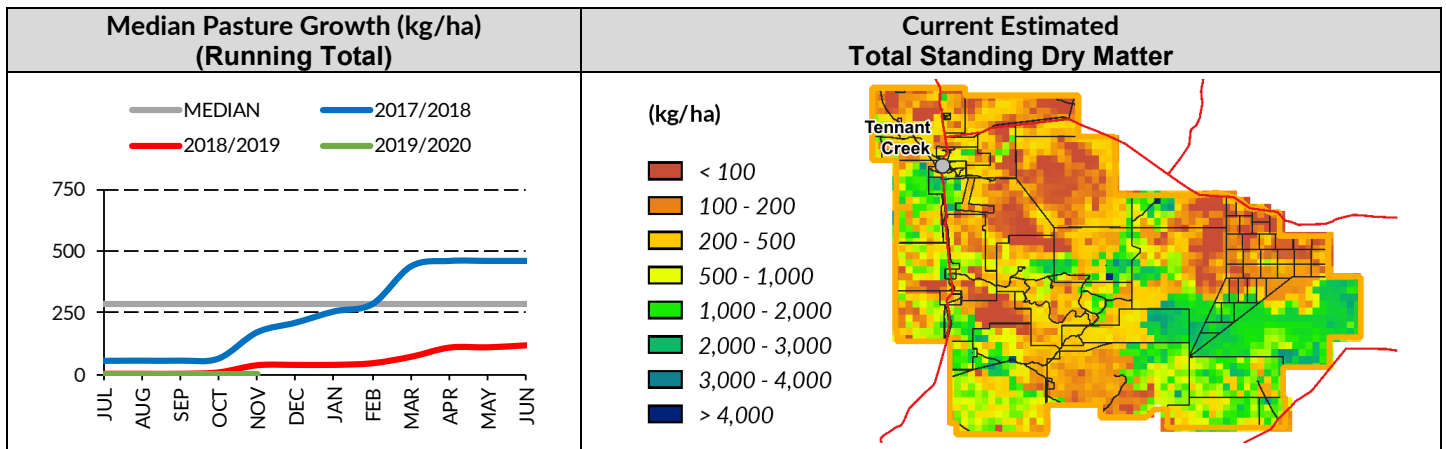 Median Pasture Growth (kg/ha)
(Running Total)
Current Estimated
Total Standing Dry Matter
MEDIAN
2017/2018
2018/2019
2019/2020
750
500
250
0
JUL
AUG
SEP
OCT
NOV
DEC
JAN
FEB
MAR
APR
MAY
JUN
(kg/ha)
< 100
100 - 200
200 - 500
500 - 1,000
1,000 - 2,000
2,000 - 3,000
3,000 - 4,000
> 4,000
Tennant
Creek